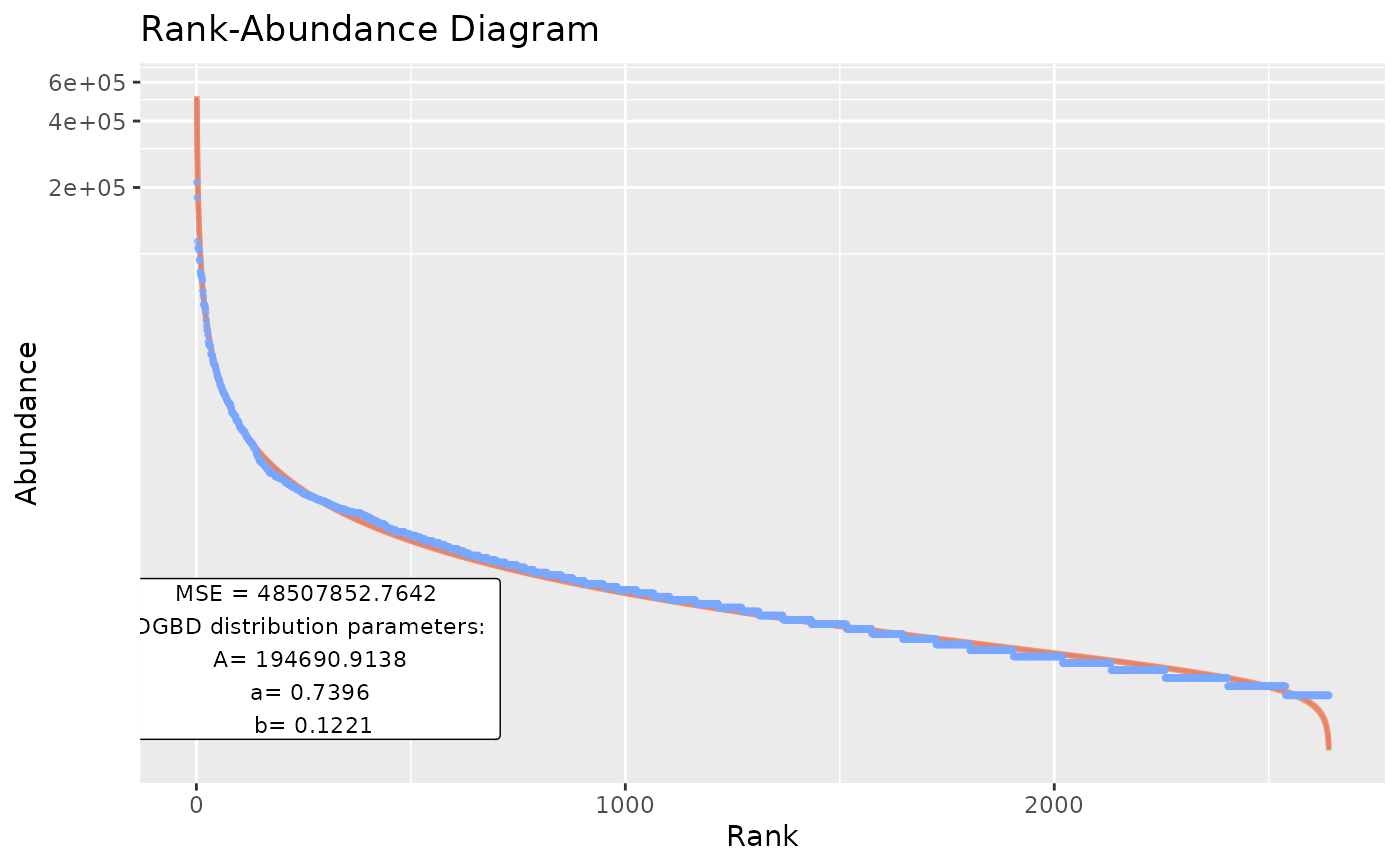 Rank-Abundance Diagram
6e+05
4e+05
2e+05
Abundance
MSE = 48507852.7642
DGBD distribution parameters:
A= 194690.9138
a= 0.7396
b= 0.1221
0
1000
2000
Rank